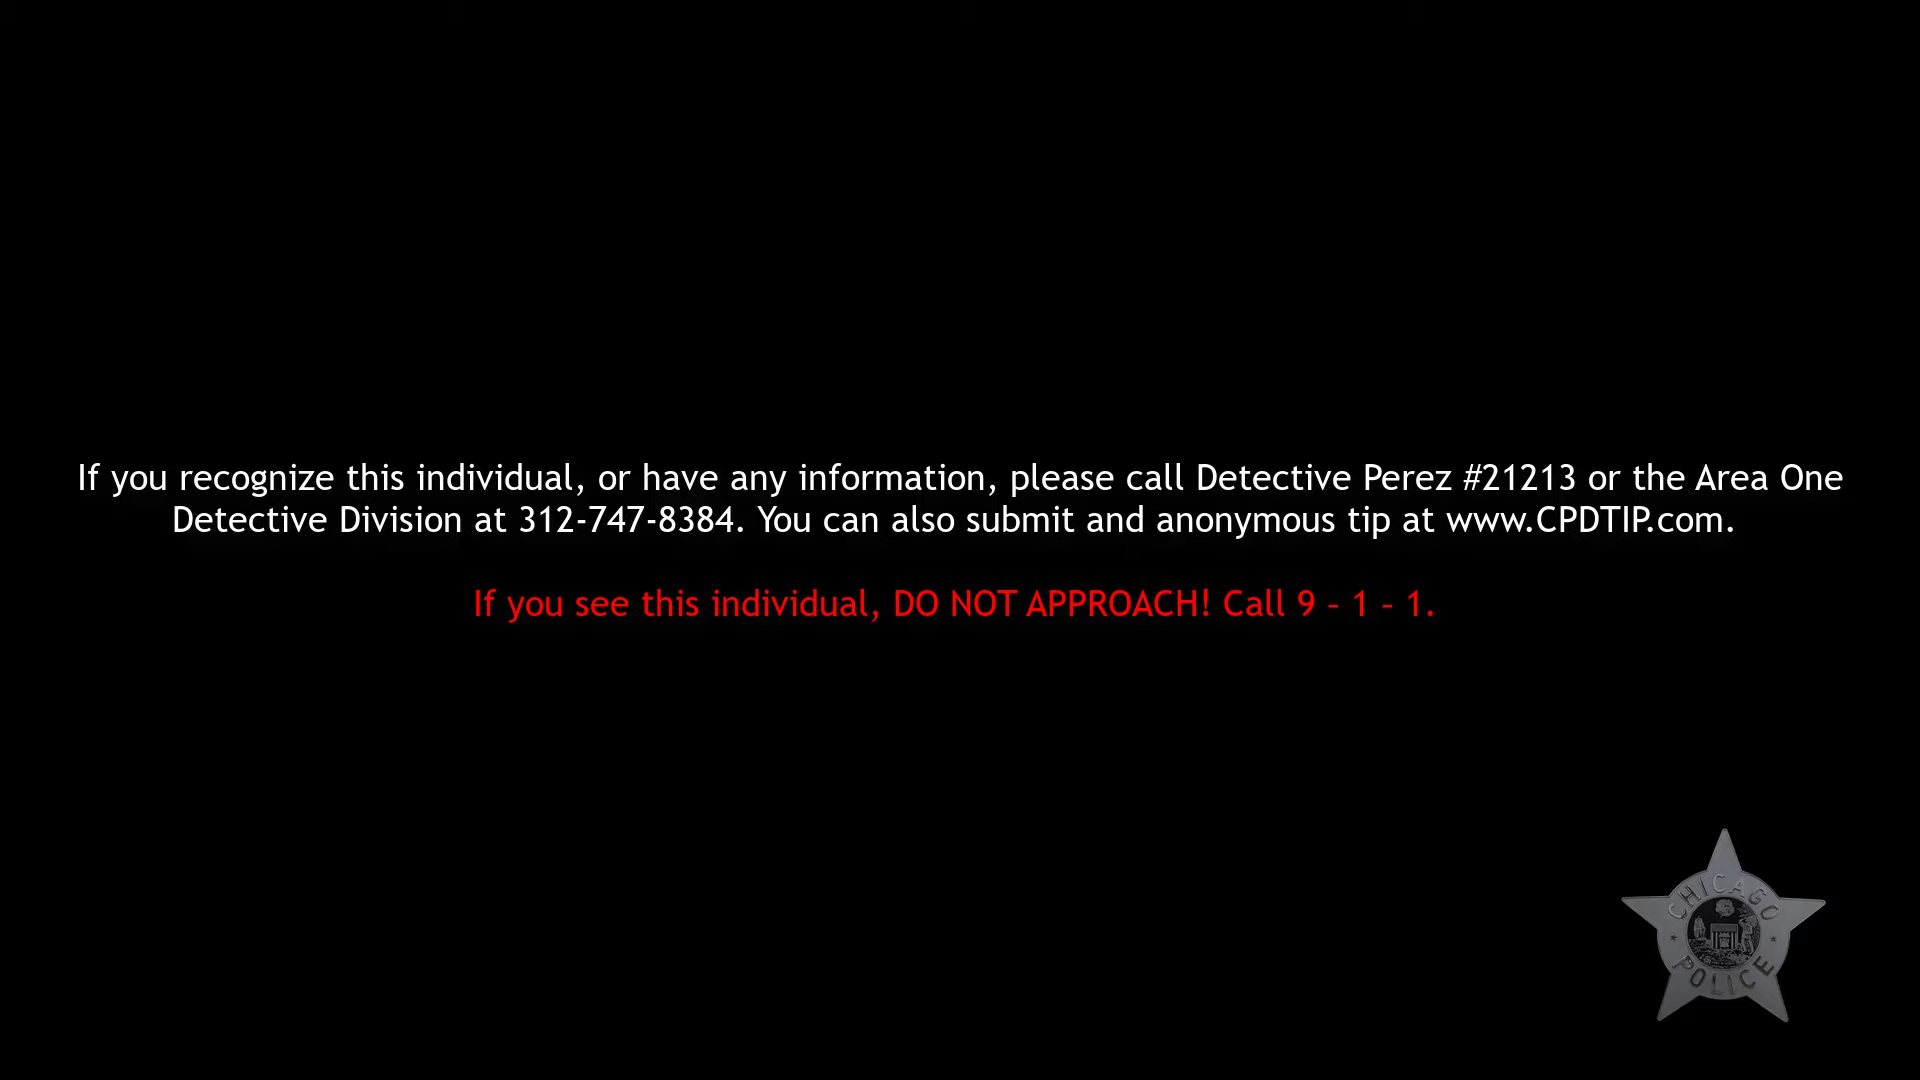 If you recognize this individual, or have any information, please call Detective Perez #21213 or the Area One
Detective Division at 312-747-8384. You can also submit and anonymous tip at www.CPDTIP.com.
If you see this individual, DO NOT APPROACH! Call 9 – 1 – 1.
CHICAGO
POLICE